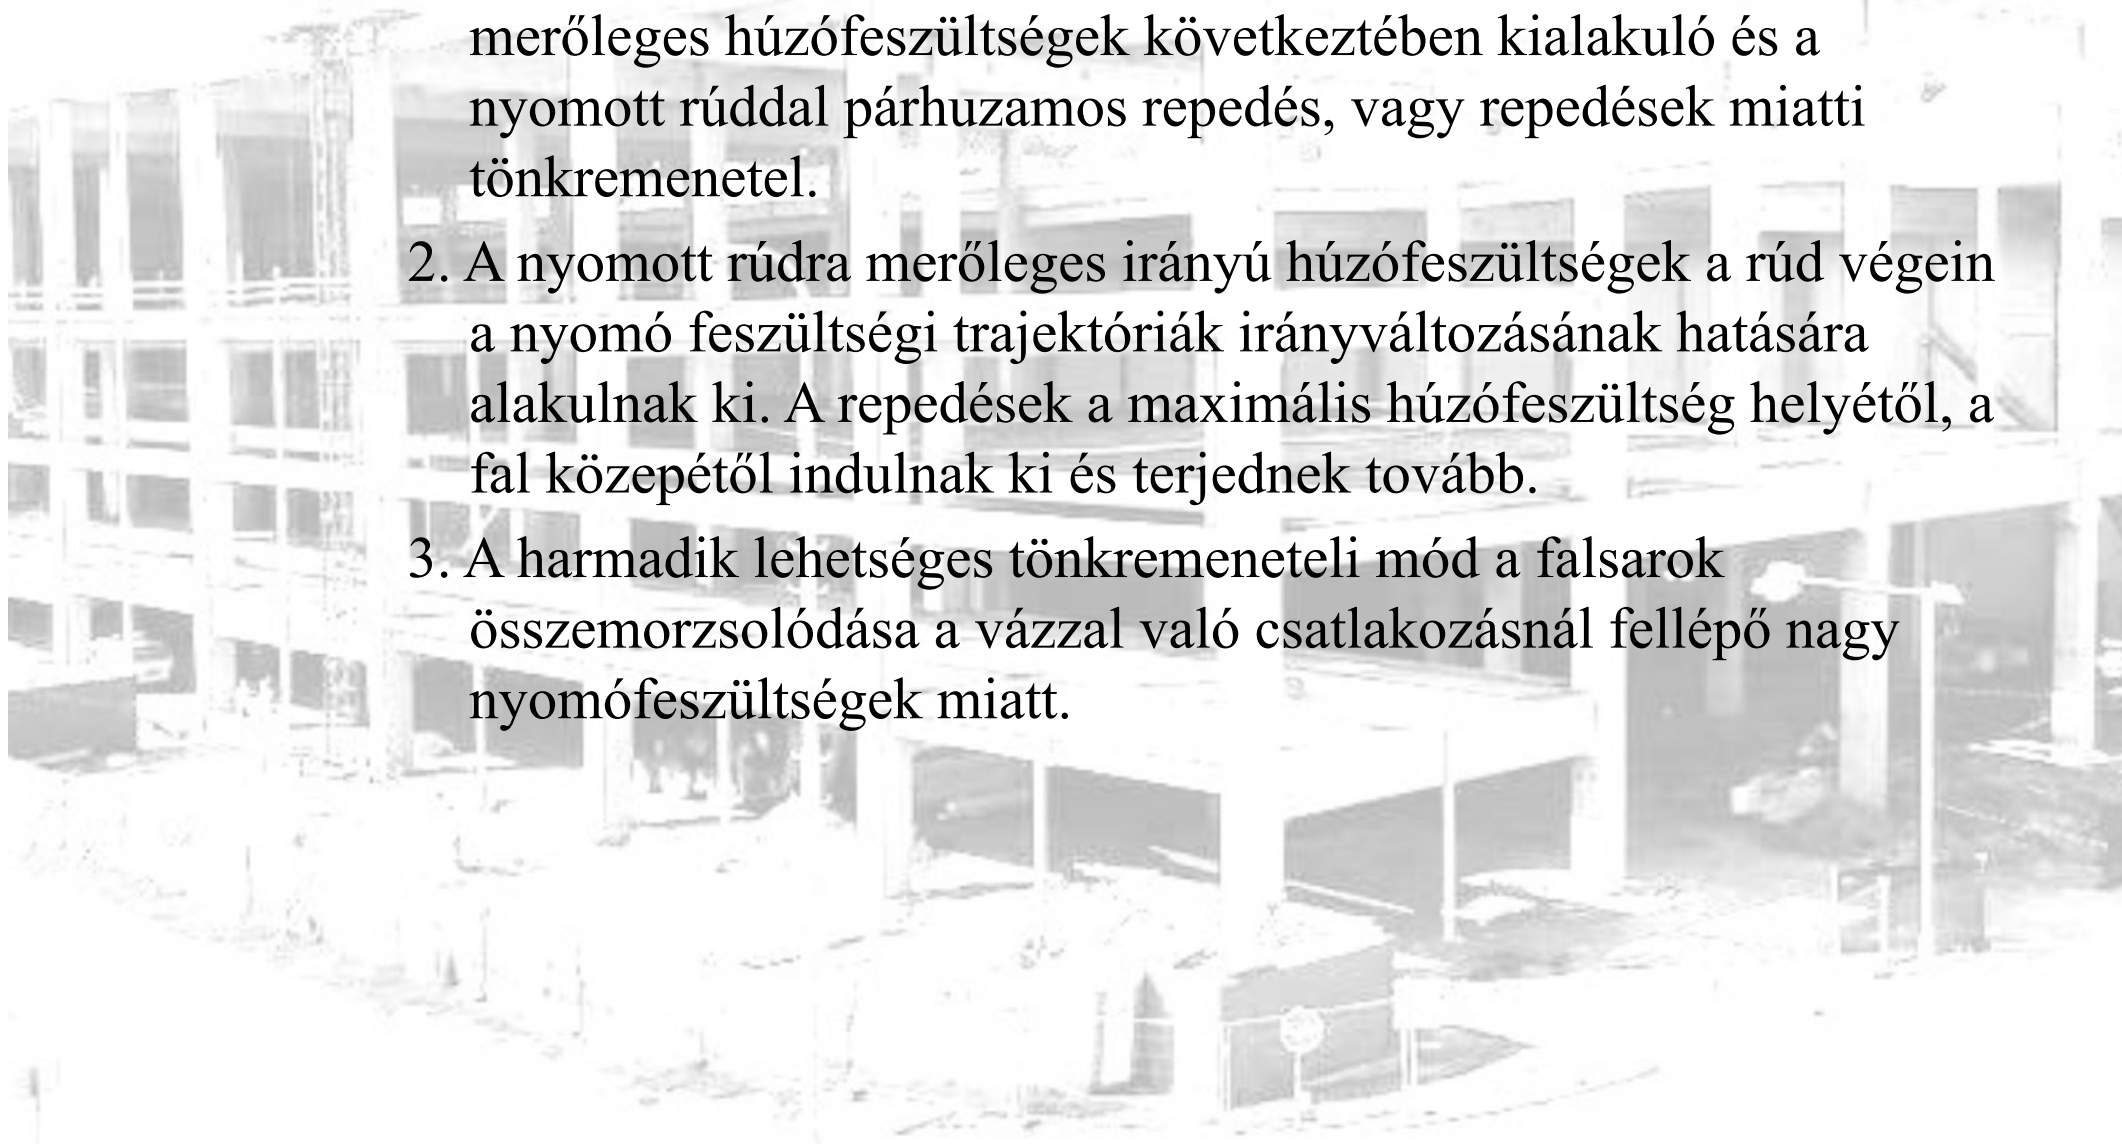 merőleges húzófeszültségek következtében kialakuló és a
nyomott rúddal párhuzamos repedés, vagy repedések miatti
tönkremenetel.
2. A nyomott rúdra merőleges irányú húzófeszültségek a rúd végein
a nyomó feszültségi trajektóriák irányváltozásának hatására
alakulnak ki. A repedések a maximális húzófeszültség helyétől, a
fal közepétől indulnak ki és terjednek tovább.
3. A harmadik lehetséges tönkremeneteli mód a falsarok
összemorzsolódása a vázzal való csatlakozásnál fellépő nagy
nyomófeszültségek miatt.